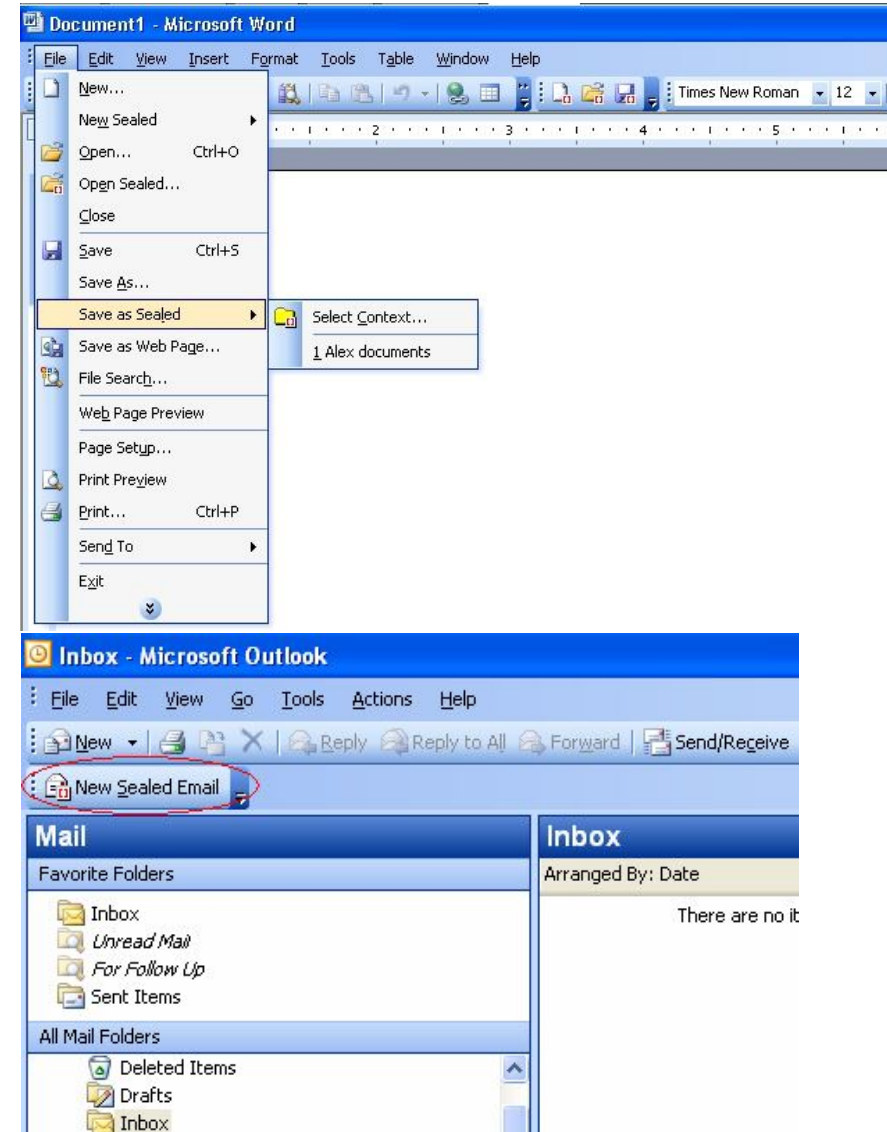 Document1 - Microsoft Word
File Edit View Insert Format Tools Table Window Help
Times New Roman 12
2 3 4 5
New...
New Sealed
Open... Ctrl+O
Open Sealed...
Close
Save Ctrl+S
Save As...
Save as Sealed
Select Context...
1 Alex documents
Save as Web Page...
File Search...
Web Page Preview
Page Setup...
Print Preview
Print... Ctrl+P
Send To
Exit
Inbox - Microsoft Outlook
File Edit View Go Tools Actions Help
New Reply Reply to All Forward Send/Receive
New Sealed Email
Mail Inbox
Favorite Folders Arranged By: Date
Inbox There are no it
Unread Mail
For Follow Up
Sent Items
All Mail Folders
Deleted Items
Drafts
Inbox